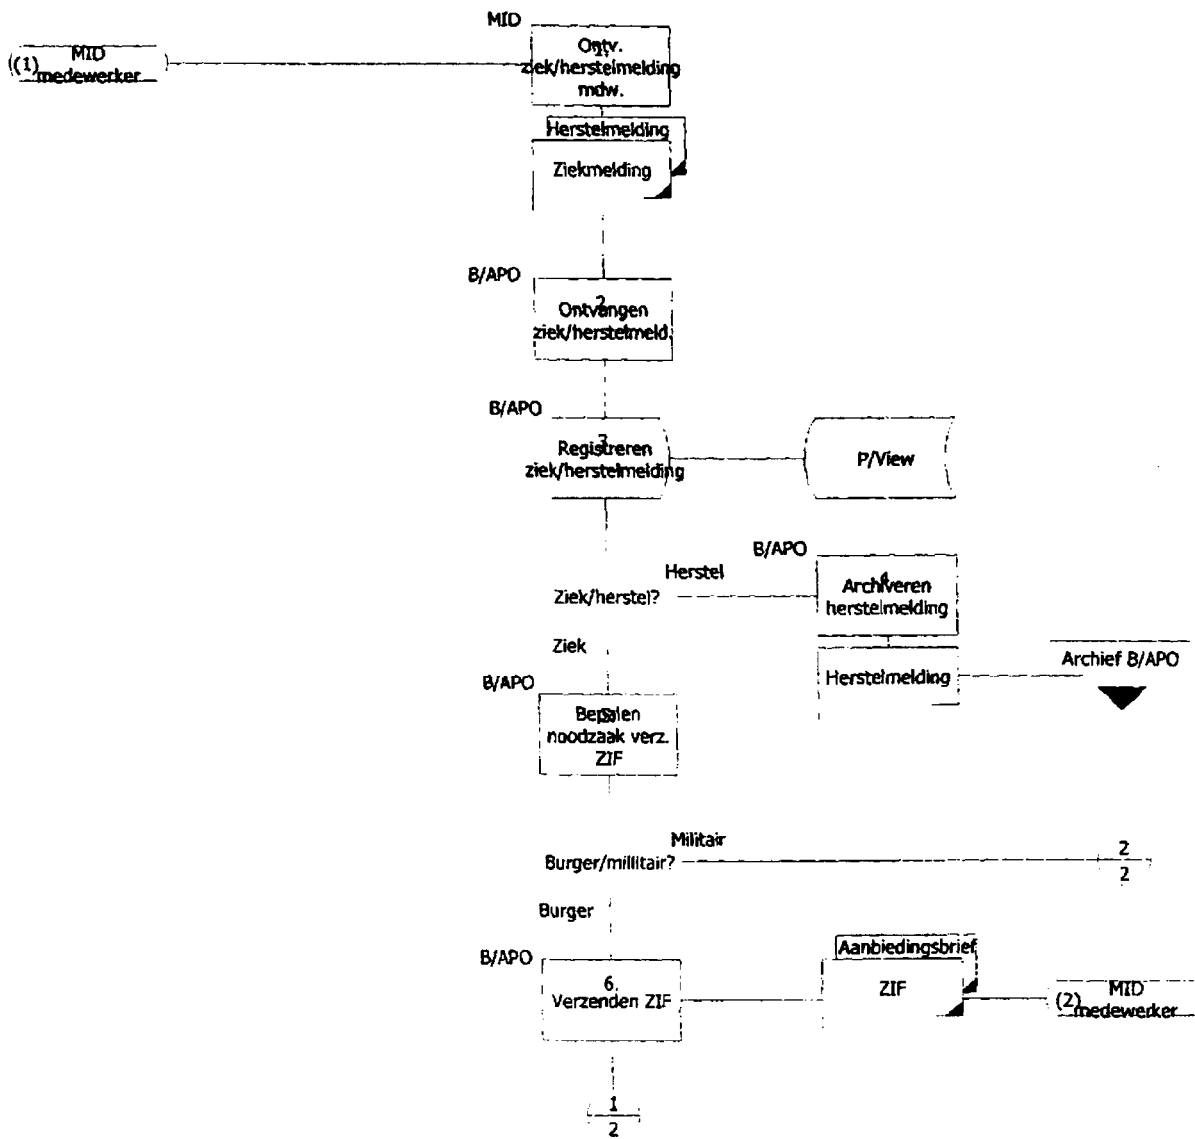 MID
(1) MID
medewerker
1.
Ontv.
ziek/herstelmelding
mdw.
Herstelmelding
Ziekmelding
B/APO
2
Ontvangen
ziek/herstelmeld.
B/APO
3
Registreren
ziek/herstelmelding
P/View
B/APO
Herstel
Ziek/herstel?
4
Archiveren
herstelmelding
Ziek
Herstelmelding
Archief B/APO
B/APO
5.
Bepalen
noodzaak verz.
ZIF
Militair
Burger/millitair?
2
2
Burger
B/APO
6.
Verzenden ZIF
Aanbiedingsbrief
ZIF
(2) MID
medewerker
1
2